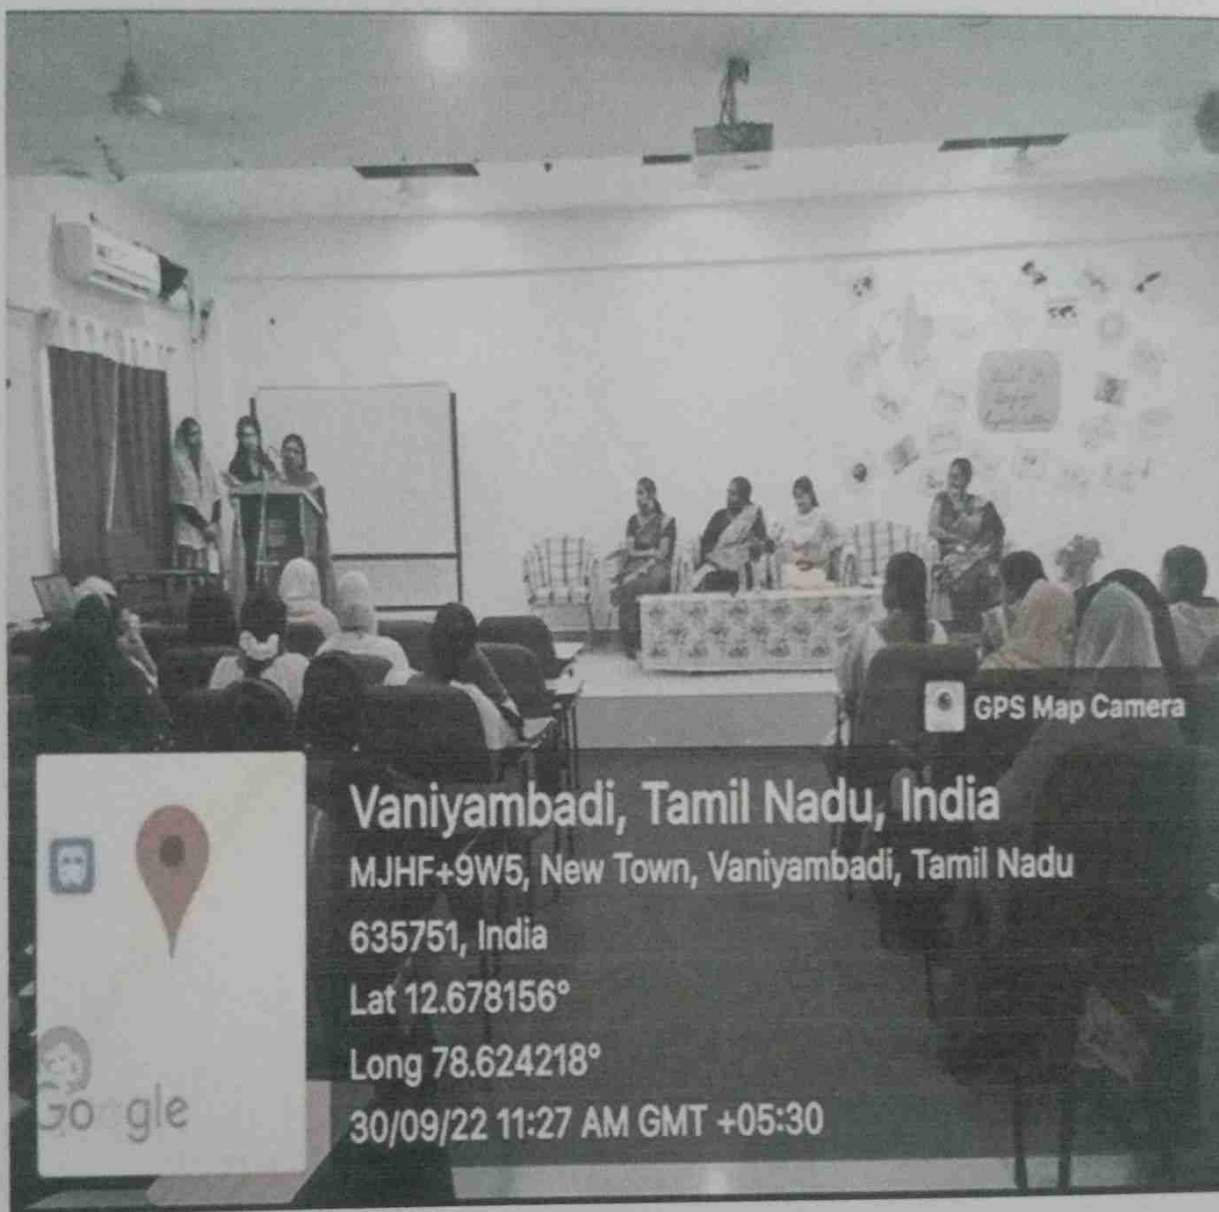 GPS Map Camera
Vaniyambadi, Tamil Nadu, India
MJHF+9W5, New Town, Vaniyambadi, Tamil Nadu
635751, India
Lat 12.678156°
Long 78.624218°
30/09/22 11:27 AM GMT +05:30
Google